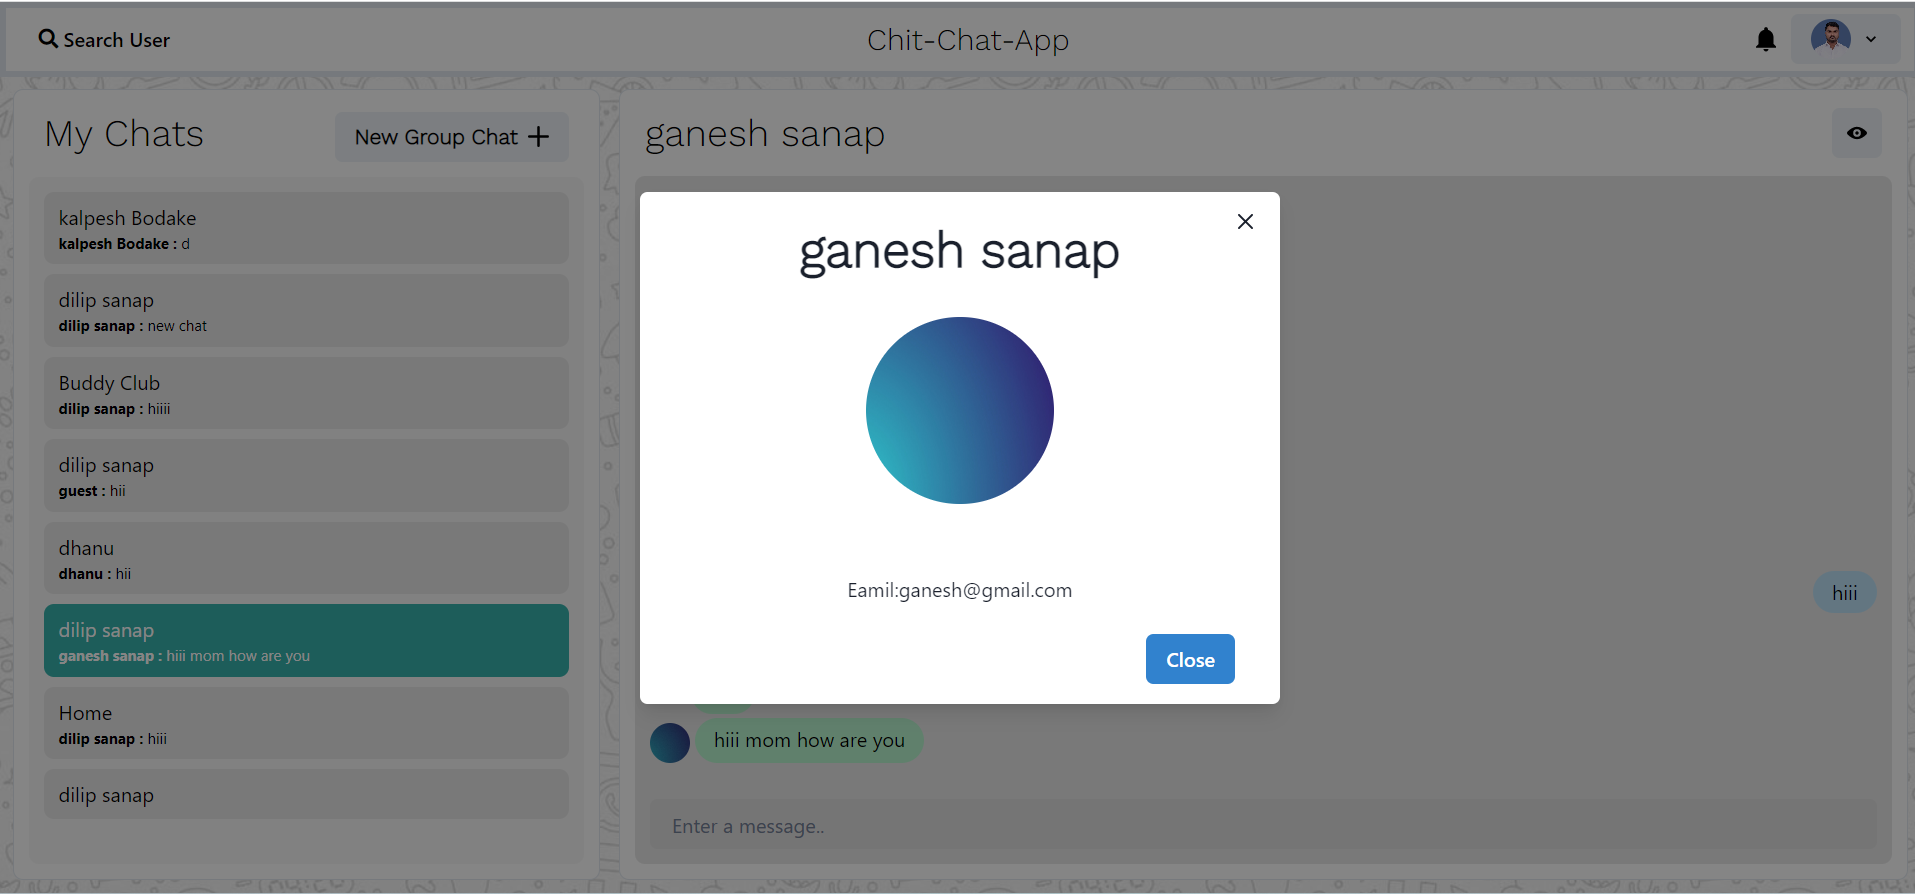 Search User
Chit-Chat-App
My Chats
New Group Chat
kalpesh Bodake
kalpesh Bodake : d
dilip sanap
dilip sanap : new chat
Buddy Club
dilip sanap : hiiii
dilip sanap
guest : hii
dhanu
dhanu : hii
dilip sanap
ganesh sanap : hiii mom how are you
Home
dilip sanap : hiii
dilip sanap
ganesh sanap
ganesh sanap
Eamil:ganesh@gmail.com
Close
hiii
hiii mom how are you
Enter a message..